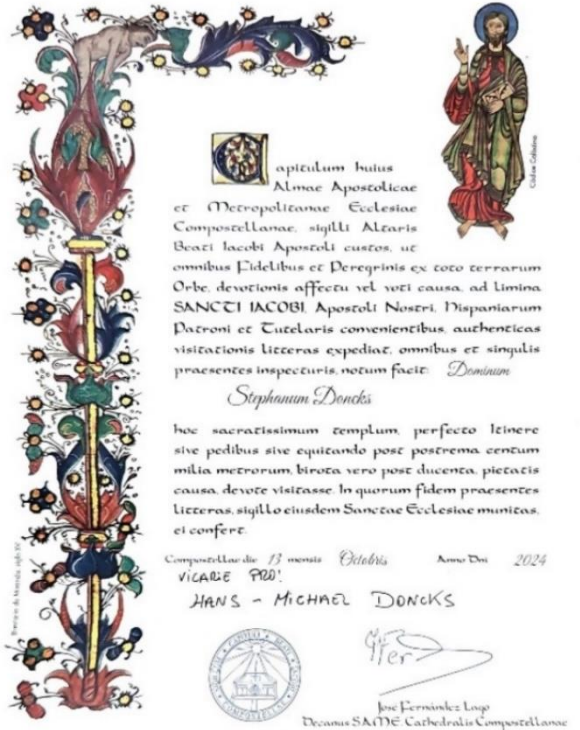 Capitulum huius
Almae Apostolicae
et Metropolitanae Ecclesiae
Compostellanae, sigilli Altaris
Beati Iacobi Apostoli custos, ut
omnibus Fidelibus et Peregrinis ex toto terrarum
Orbe, devotionis affectu vel voti causa, ad limina
SANCTI IACOBI, Apostoli Nostri, Hispaniarum
Patroni et Tutelaris convenientibus, authenticas
visitationis litteras expediat, omnibus et singulis
praesentes inspecturis, notum facit: Dominum
Stephanum Doncks
hoc sacratissimum templum, perfecto Itinere
sive pedibus sive equitando post postrema centum
milia metrorum, birota vero post ducenta, pietatis
causa, devote visitasse. In quorum fidem praesentes
litteras, sigillo eiusdem Sanctae Ecclesiae munitas,
ei confert.
Compostellae die 13 mensis Octobris Anno Dni 2024
VICARIE PRO:
HANS - MICHAEL DONCKS
José Fernández Lago
Decanus S.A.M.E. Cathedralis Compostellanae
Codex Calixtino